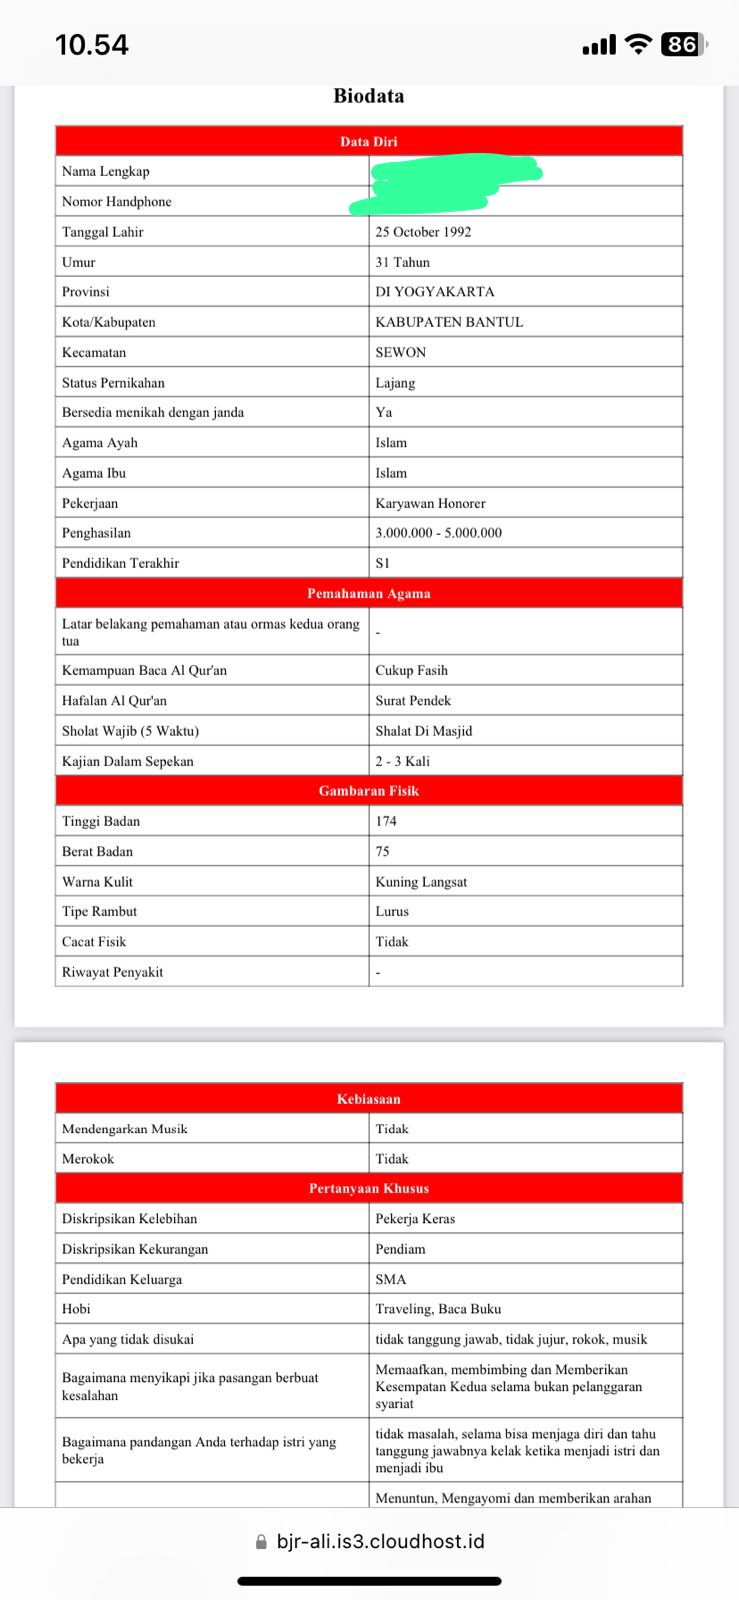 10.54
86
Biodata
Data Diri
Nama Lengkap
Nomor Handphone
Tanggal Lahir 25 October 1992
Umur 31 Tahun
Provinsi DI YOGYAKARTA
Kota/Kabupaten KABUPATEN BANTUL
Kecamatan SEWON
Status Pernikahan Lajang
Bersedia menikah dengan janda Ya
Agama Ayah Islam
Agama Ibu Islam
Pekerjaan Karyawan Honorer
Penghasilan 3.000.000 - 5.000.000
Pendidikan Terakhir S1
Pemahaman Agama
Latar belakang pemahaman atau ormas kedua orang
tua
-
Kemampuan Baca Al Qur'an Cukup Fasih
Hafalan Al Qur'an Surat Pendek
Sholat Wajib (5 Waktu) Shalat Di Masjid
Kajian Dalam Sepekan 2 - 3 Kali
Gambaran Fisik
Tinggi Badan 174
Berat Badan 75
Warna Kulit Kuning Langsat
Tipe Rambut Lurus
Cacat Fisik Tidak
Riwayat Penyakit -
Kebiasaan
Mendengarkan Musik Tidak
Merokok Tidak
Pertanyaan Khusus
Diskripsikan Kelebihan Pekerja Keras
Diskripsikan Kekurangan Pendiam
Pendidikan Keluarga SMA
Hobi Traveling, Baca Buku
Apa yang tidak disukai tidak tanggung jawab, tidak jujur, rokok, musik
Bagaimana menyikapi jika pasangan berbuat
kesalahan
Memaafkan, membimbing dan Memberikan
Kesempatan Kedua selama bukan pelanggaran
syariat
Bagaimana pandangan Anda terhadap istri yang
bekerja
tidak masalah, selama bisa menjaga diri dan tahu
tanggung jawabnya kelak ketika menjadi istri dan
menjadi ibu
Menuntun, Mengayomi dan memberikan arahan
bjr-ali.is3.cloudhost.id